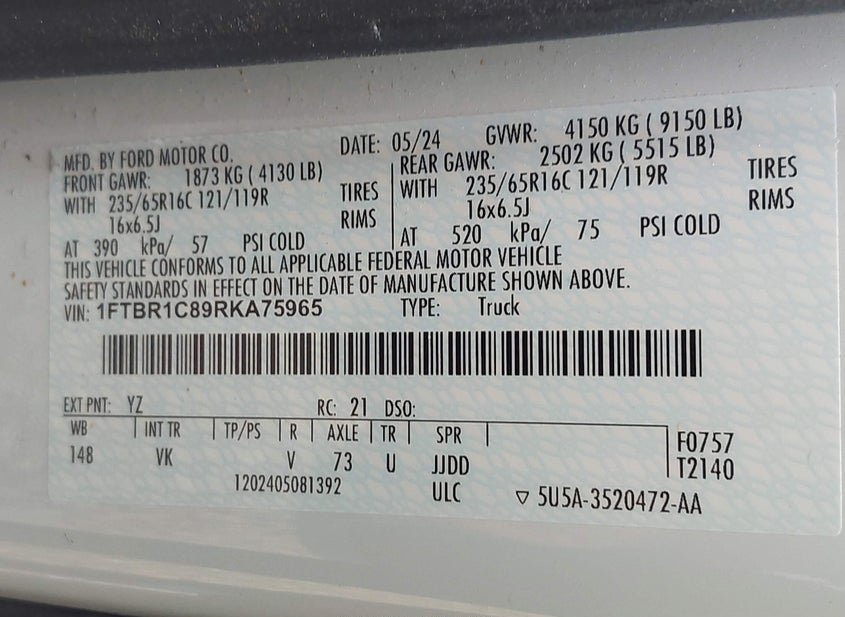 MFD. BY FORD MOTOR CO. DATE: 05/24 GVWR: 4150 KG ( 9150 LB)
FRONT GAWR: 1873 KG ( 4130 LB) REAR GAWR: 2502 KG ( 5515 LB)
WITH 235/65R16C 121/119R TIRES WITH 235/65R16C 121/119R TIRES
16x6.5J RIMS 16x6.5J RIMS
AT 390 kPa/ 57 PSI COLD AT 520 kPa/ 75 PSI COLD
THIS VEHICLE CONFORMS TO ALL APPLICABLE FEDERAL MOTOR VEHICLE
SAFETY STANDARDS IN EFFECT ON THE DATE OF MANUFACTURE SHOWN ABOVE.
VIN: 1FTBR1C89RKA75965 TYPE: Truck
EXT PNT: YZ RC: 21 DSO:
WB INT TR TP/PS R AXLE TR SPR F0757
148 VK V 73 U JJDD T2140
1202405081392 ULC ▽ 5U5A-3520472-AA